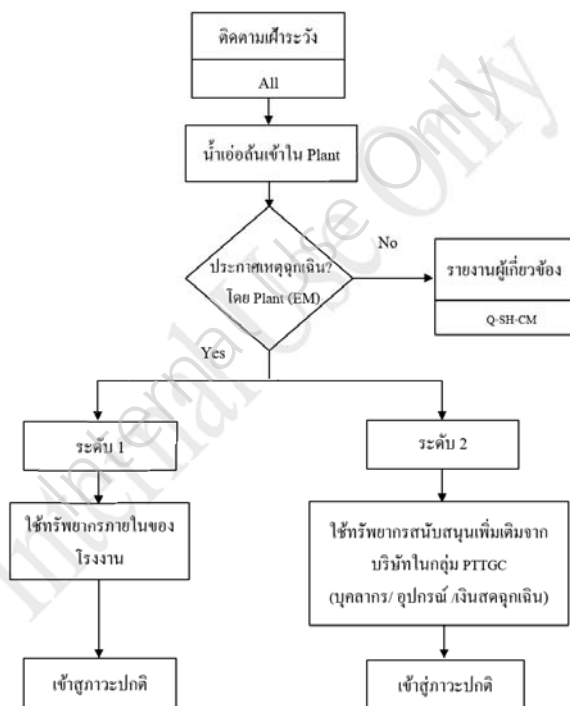 ติดตามเฝ้าระวัง
All
น้ำเอ่อล้นเข้าใน Plant
ประกาศเหตุฉุกเฉิน?
โดย Plant (EM)
No
รายงานผู้เกี่ยวข้อง
Q-SH-CM
Yes
ระดับ 1
ระดับ 2
ใช้ทรัพยากรภายในของ
โรงงาน
ใช้ทรัพยากรสนับสนุนเพิ่มเติมจาก
บริษัทในกลุ่ม PTTGC
(บุคลากร/ อุปกรณ์ /เงินสดฉุกเฉิน)
เข้าสู่ภาวะปกติ
เข้าสู่ภาวะปกติ
Internal Use Only
Internal Use Only